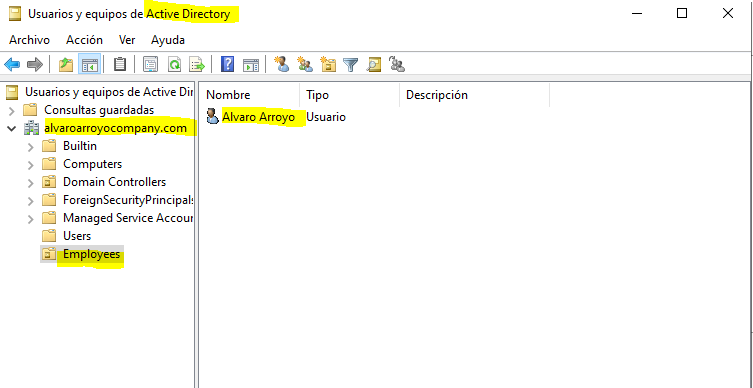 Usuarios y equipos de Active Directory
Archivo Acción Ver Ayuda
Usuarios y equipos de Active Dir
Consultas guardadas
alvaroarroyocompany.com
Builtin
Computers
Domain Controllers
ForeignSecurityPrincipals
Managed Service Accour
Users
Employees
Nombre Tipo Descripción
Alvaro Arroyo Usuario